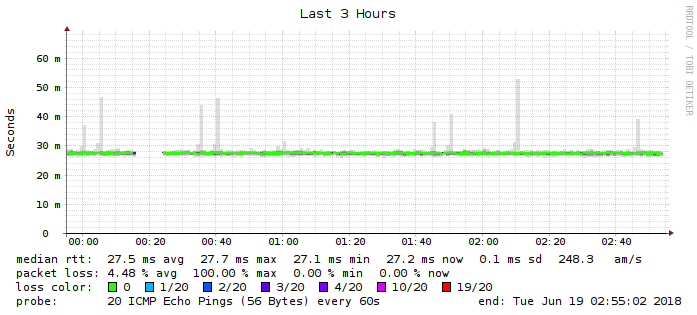 Last 3 Hours
RRDTOOL / TOBI OETIKER
Seconds
60 m
50 m
40 m
30 m
20 m
10 m
0
00:00 00:20 00:40 01:00 01:20 01:40 02:00 02:20 02:40
median rtt: 27.5 ms avg 27.7 ms max 27.1 ms min 27.2 ms now 0.1 ms sd 248.3 am/s
packet loss: 4.48 % avg 100.00 % max 0.00 % min 0.00 % now
loss color: 0 1/20 2/20 3/20 4/20 10/20 19/20
probe: 20 ICMP Echo Pings (56 Bytes) every 60s end: Tue Jun 19 02:55:02 2018